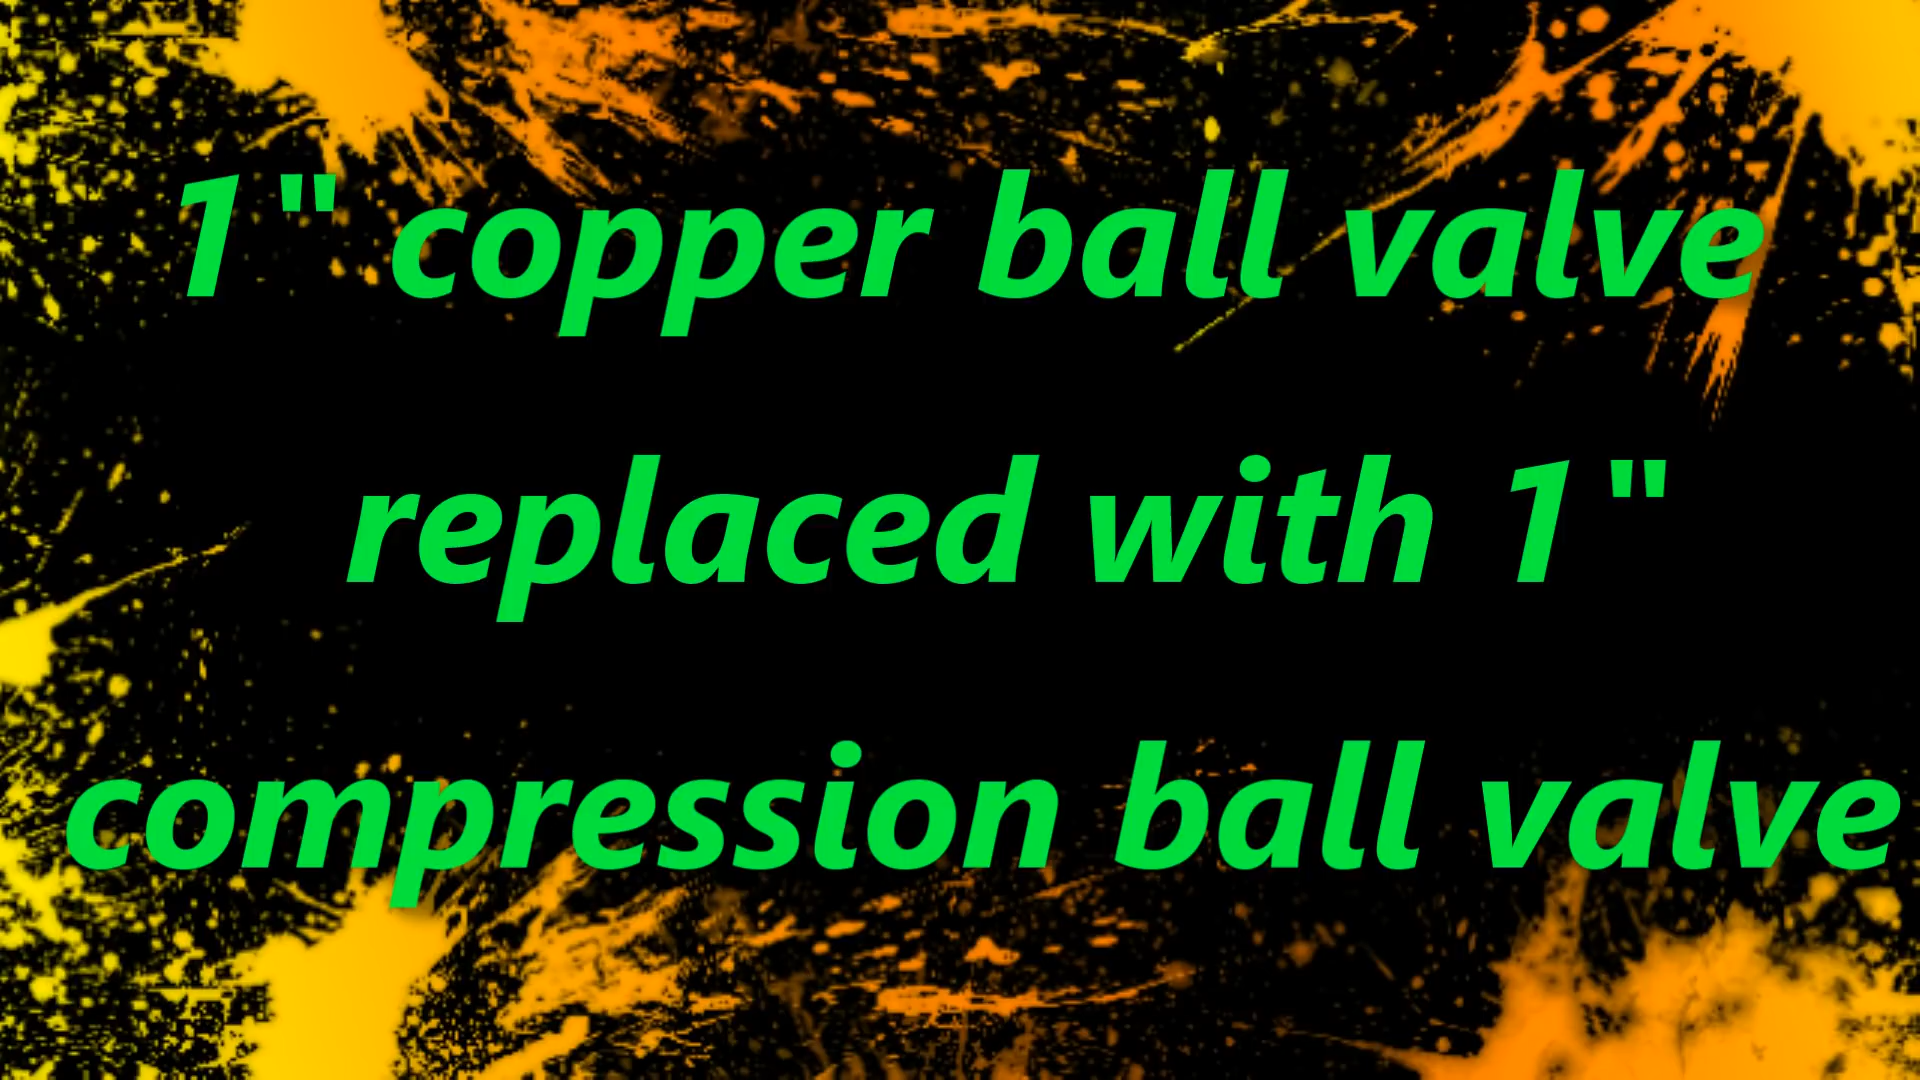 1" copper ball valve
replaced with 1"
compression ball valve